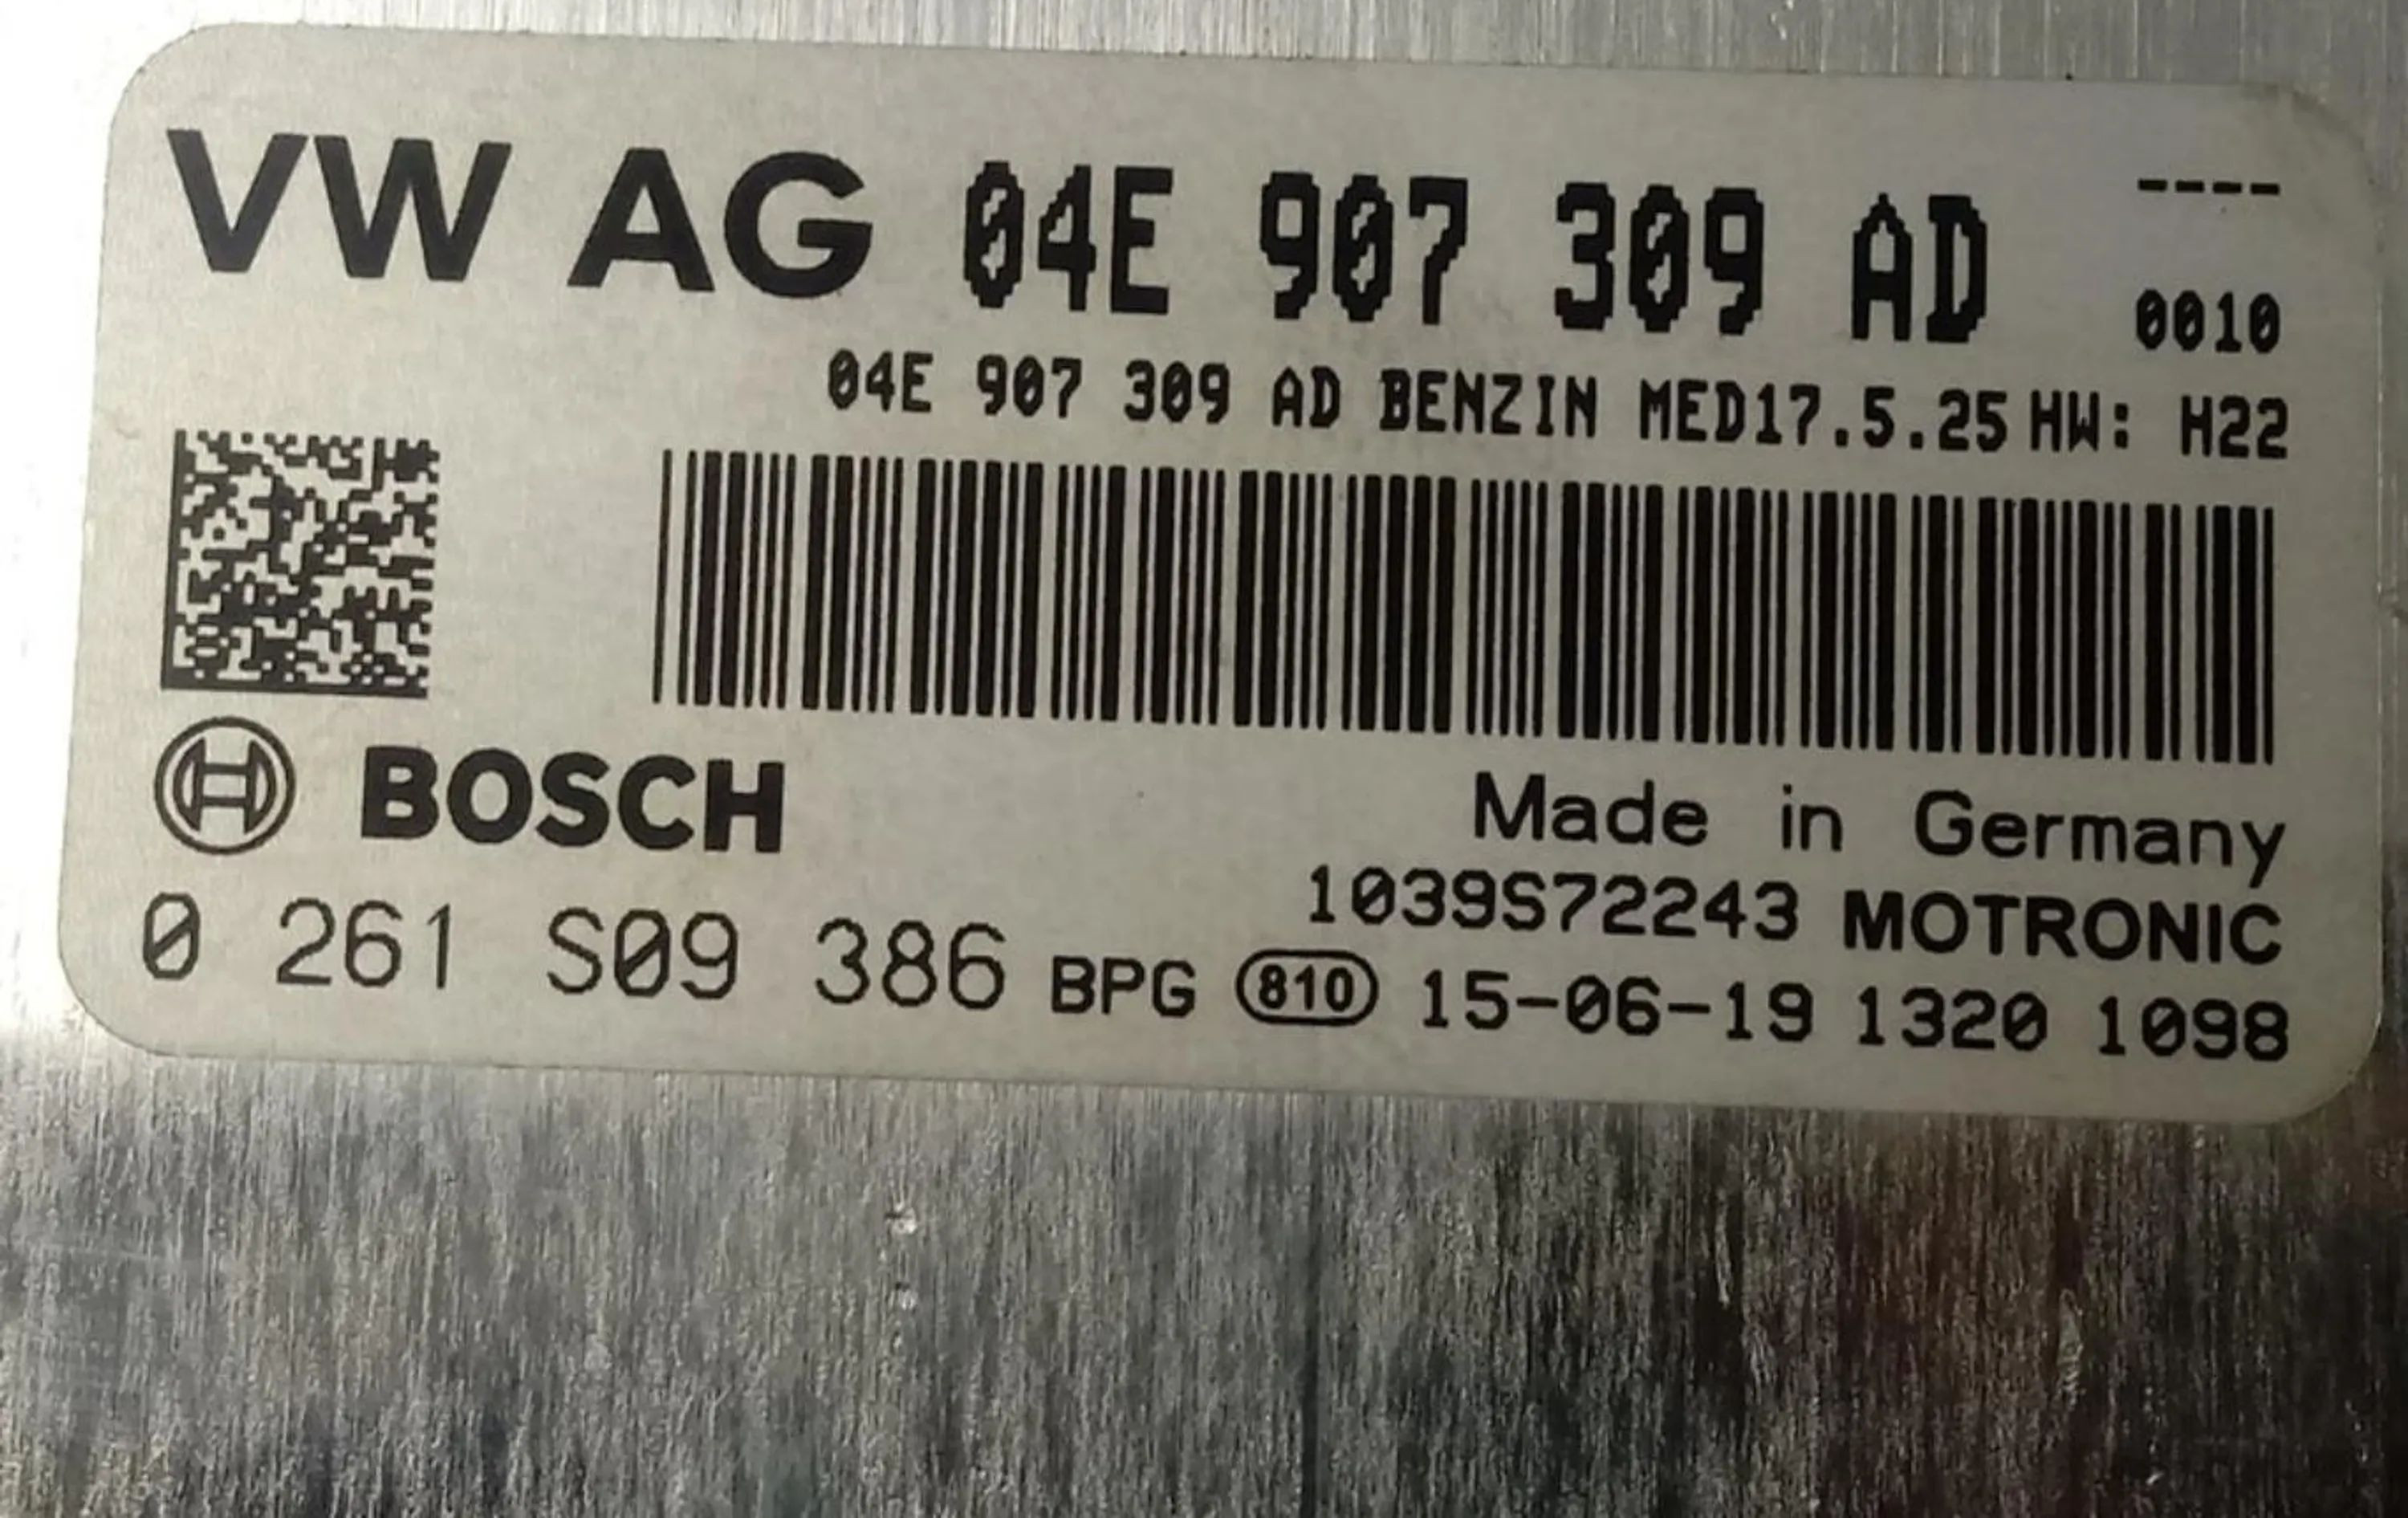 VW AG 04E 907 309 AD ----
0010
04E 907 309 AD BENZIN MED17.5.25 HW: H22
BOSCH
Made in Germany
1039S72243 MOTRONIC
0 261 S09 386 BPG 810 15-06-19 1320 1098